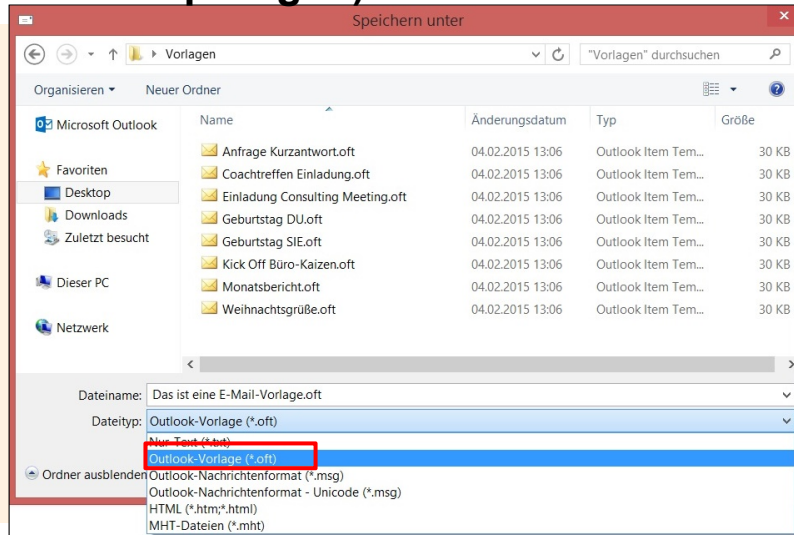 Speichern unter
Vorlagen
"Vorlagen" durchsuchen
Organisieren Neuer Ordner
Name Änderungsdatum Typ Größe
Microsoft Outlook
Favoriten
Desktop
Downloads
Zuletzt besucht
Dieser PC
Netzwerk
Anfrage Kurzantwort.oft 04.02.2015 13:06 Outlook Item Tem... 30 KB
Coachtreffen Einladung.oft 04.02.2015 13:06 Outlook Item Tem... 30 KB
Einladung Consulting Meeting.oft 04.02.2015 13:06 Outlook Item Tem... 30 KB
Geburtstag DU.oft 04.02.2015 13:06 Outlook Item Tem... 30 KB
Geburtstag SIE.oft 04.02.2015 13:06 Outlook Item Tem... 30 KB
Kick Off Büro-Kaizen.oft 04.02.2015 13:06 Outlook Item Tem... 30 KB
Monatsbericht.oft 04.02.2015 13:06 Outlook Item Tem... 30 KB
Weihnachtsgrüße.oft 04.02.2015 13:06 Outlook Item Tem... 30 KB
Dateiname: Das ist eine E-Mail-Vorlage.oft
Dateityp: Outlook-Vorlage (*.oft)
Nur-Text (*.txt)
Outlook-Vorlage (*.oft)
Ordner ausblenden
Outlook-Nachrichtenformat (*.msg)
Outlook-Nachrichtenformat - Unicode (*.msg)
HTML (*.htm;*.html)
MHT-Dateien (*.mht)